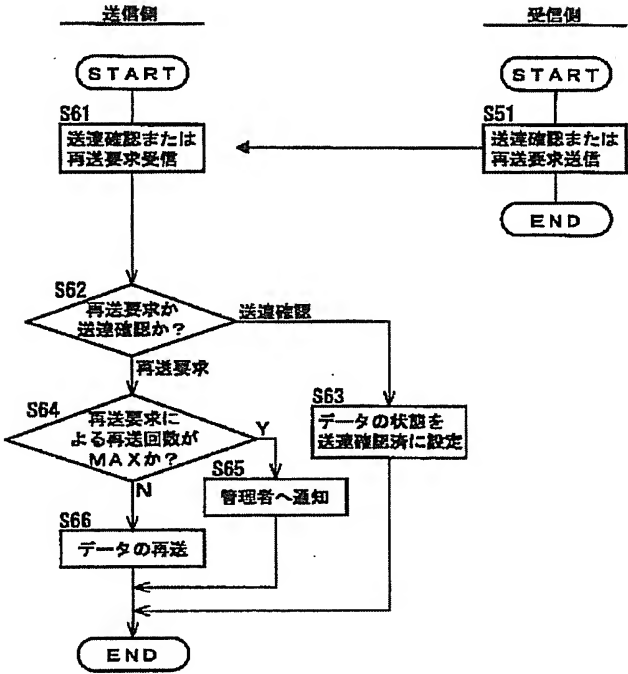 送信側
START
S61
送達確認または
再送要求受信
受信側
START
S51
送達確認または
再送要求送信
END
S62
再送要求か
送達確認か？
送達確認
再送要求
S63
データの状態を
送達確認済に設定
S64
再送要求に
よる再送回数が
MAXか？
Y
N
S65
管理者へ通知
S66
データの再送
END